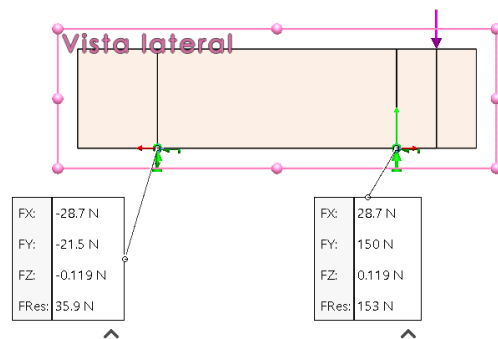 Vista lateral
FX: -28.7 N
FY: -21.5 N
FZ: -0.119 N
FRes: 35.9 N
FX: 28.7 N
FY: 150 N
FZ: 0.119 N
FRes: 153 N